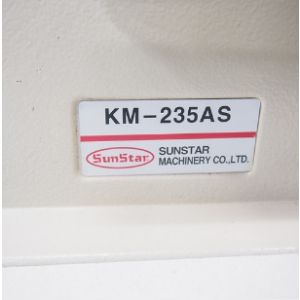 KM-235AS
SunStar
SUNSTAR
MACHINERY CO.,LTD.